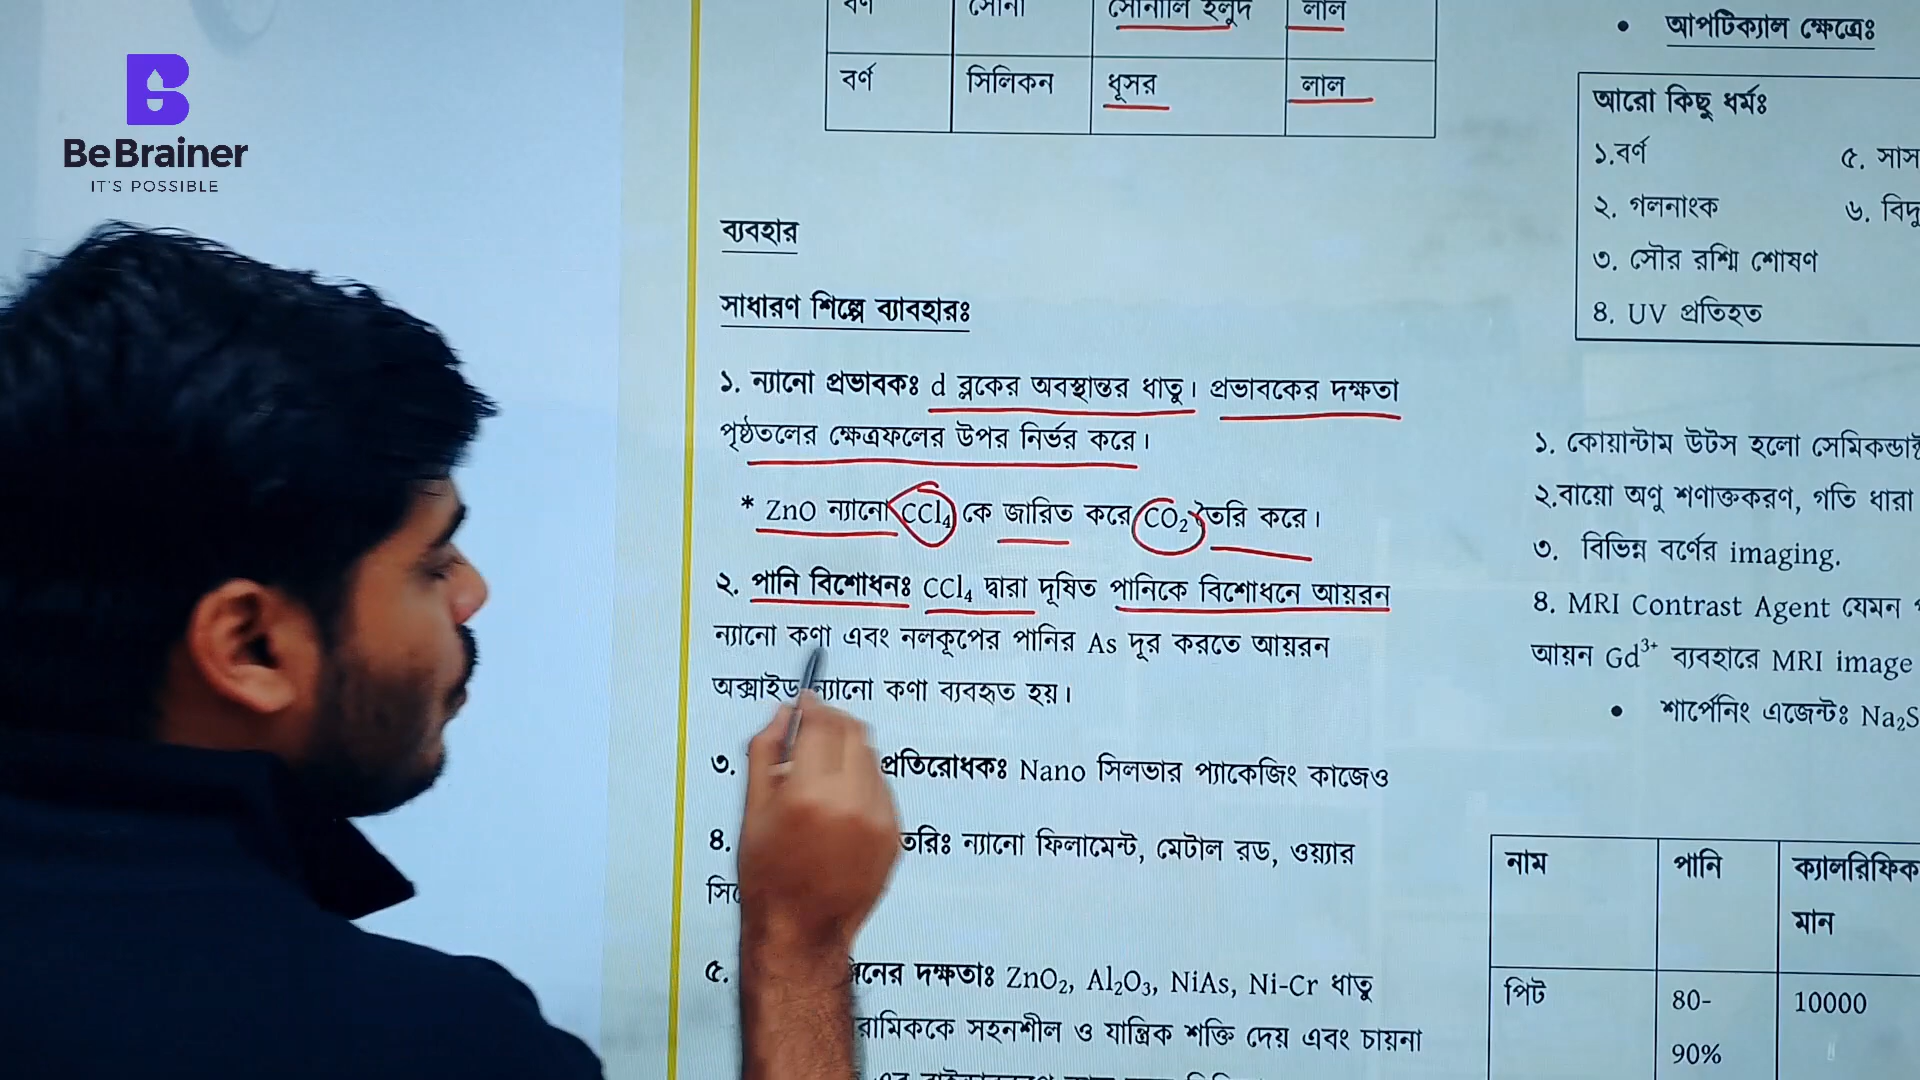 BeBrainer
IT'S POSSIBLE
বর্ণ সোনা সোনালি হলুদ লাল
বর্ণ সিলিকন ধূসর লাল
ব্যবহার
সাধারণ শিল্পে ব্যাবহারঃ
১. ন্যানো প্রভাবকঃ d ব্লকের অবস্থান্তর ধাতু। প্রভাবকের দক্ষতা
পৃষ্ঠতলের ক্ষেত্রফলের উপর নির্ভর করে।
* ZnO ন্যানো CCl₄ কে জারিত করে CO₂ তৈরি করে।
২. পানি বিশোধনঃ CCl₄ দ্বারা দূষিত পানিকে বিশোধনে আয়রন
ন্যানো কণা এবং নলকূপের পানির As দূর করতে আয়রন
অক্সাইড ন্যানো কণা ব্যবহৃত হয়।
৩. প্রতিরোধকঃ Nano সিলভার প্যাকেজিং কাজেও
৪. ন্যানো ফিলামেন্ট, মেটাল রড, ওয়্যার
৫. দক্ষতাঃ ZnO₂, Al₂O₃, NiAs, Ni-Cr ধাতু
সহনশীল ও যান্ত্রিক শক্তি দেয় এবং চায়না
• আপটিক্যাল ক্ষেত্রেঃ
আরো কিছু ধর্মঃ
১.বর্ণ ৫.
২. গলনাংক ৬.
৩. সৌর রশ্মি শোষণ
৪. UV প্রতিহত
১. কোয়ান্টাম উটস হলো
২.বায়ো অণু শণাক্তকরণ, গতি ধারা
৩. বিভিন্ন বর্ণের imaging.
৪. MRI Contrast Agent যেমন
আয়ন Gd³⁺ ব্যবহারে MRI image
• শার্পেনিং এজেন্টঃ Na₂S
নাম পানি ক্যালরিফিক
মান
পিট 80- 10000
90%